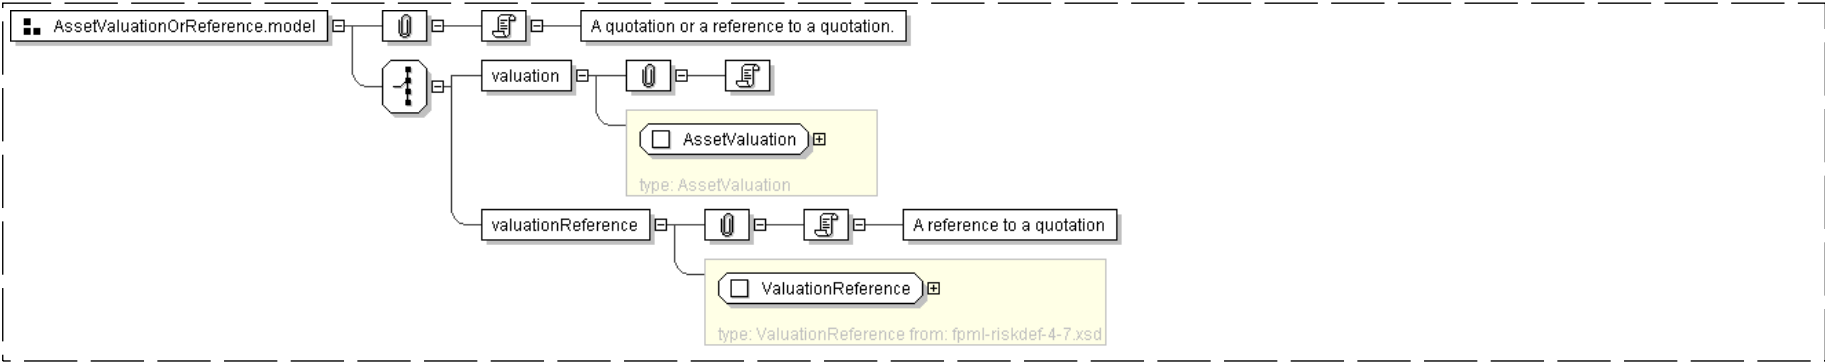 AssetValuationOrReference.model
A quotation or a reference to a quotation.
valuation
AssetValuation
type: AssetValuation
valuationReference
A reference to a quotation
ValuationReference
type: ValuationReference from: fpml-riskdef-4-7.xsd